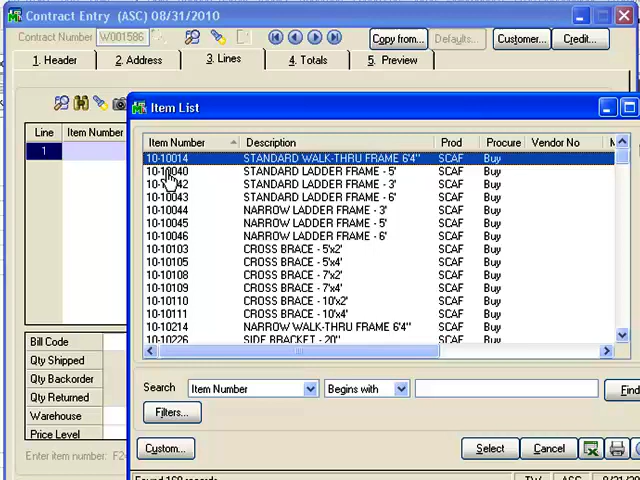 Contract Entry (ASC) 08/31/2010
Contract Number W001586 Copy from... Defaults... Customer... Credit...
1. Header 2. Address 3. Lines 4. Totals 5. Preview
Item List
Line Item Number
1
Item Number Description Prod Procure Vendor No
10-10014 STANDARD WALK-THRU FRAME 6'4" SCAF Buy
10-10040 STANDARD LADDER FRAME - 5' SCAF Buy
10-10042 STANDARD LADDER FRAME - 3' SCAF Buy
10-10043 STANDARD LADDER FRAME - 6' SCAF Buy
10-10044 NARROW LADDER FRAME - 3' SCAF Buy
10-10045 NARROW LADDER FRAME - 5' SCAF Buy
10-10046 NARROW LADDER FRAME - 6' SCAF Buy
10-10103 CROSS BRACE - 5'x2' SCAF Buy
10-10105 CROSS BRACE - 5'x4' SCAF Buy
10-10108 CROSS BRACE - 7'x2' SCAF Buy
10-10109 CROSS BRACE - 7'x4' SCAF Buy
10-10110 CROSS BRACE - 10'x2' SCAF Buy
10-10111 CROSS BRACE - 10'x4' SCAF Buy
10-10214 NARROW WALK-THRU FRAME 6'4" SCAF Buy
10-10226 SIDE BRACKET - 20" SCAF Buy
Bill Code
Qty Shipped
Qty Backorder
Warehouse
Price Level
Search Item Number Begins with Find
Filters...
Custom... Select Cancel
Enter item number: F2
Found 169 records TW ASC 8/31/2